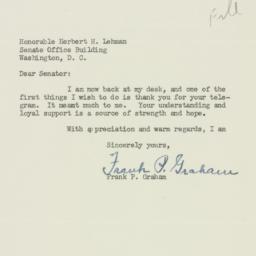 Honorable Herbert H. Lehman
Senate Office Building
Washington, D. C.
Dear Senator:
I am now back at my desk, and one of the
first things I wish to do is thank you for your tele-
gram. It meant much to me. Your understanding and
loyal support is a source of strength and hope.
With appreciation and warm regards, I am
Sincerely yours,
Frank P. Graham
Frank P. Graham